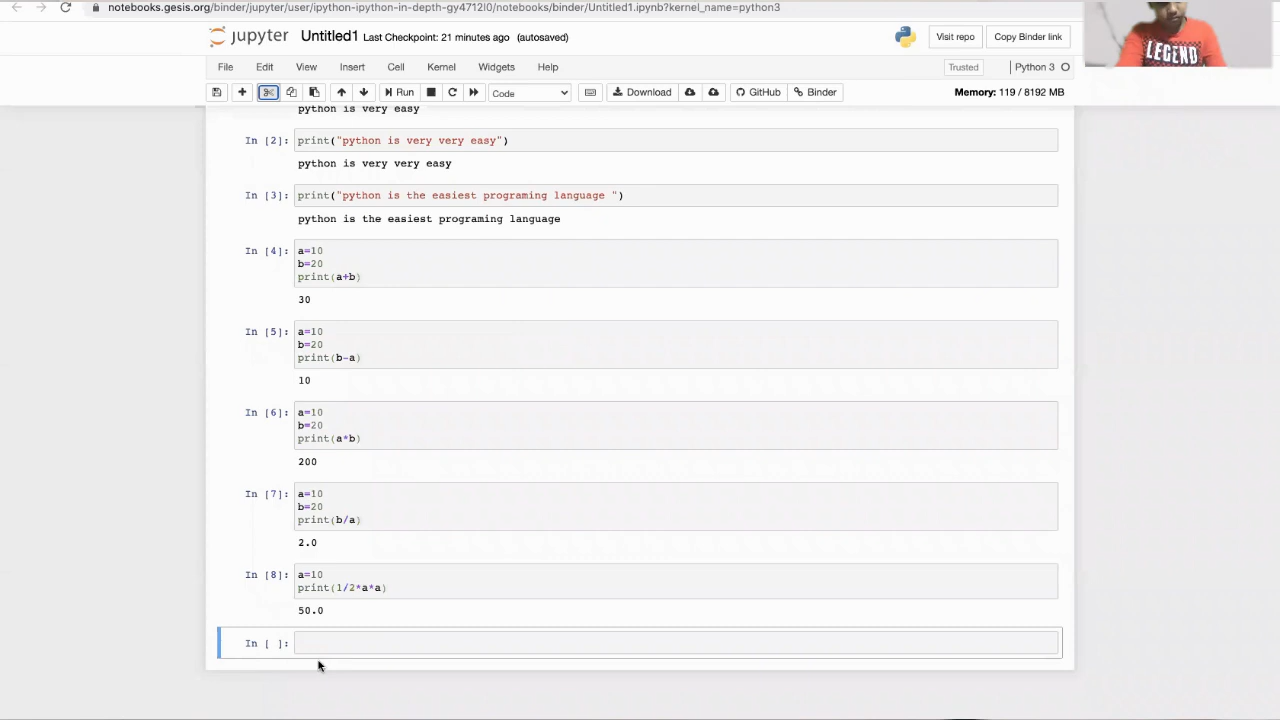 notebooks.gesis.org/binder/jupyter/user/ipython-ipython-in-depth-gy4712l0/notebooks/binder/Untitled1.ipynb?kernel_name=python3
jupyter Untitled1 Last Checkpoint: 21 minutes ago (autosaved)
Visit repo
Copy Binder link
LEGEND
File Edit View Insert Cell Kernel Widgets Help
Trusted
Python 3
Run
Code
Download
GitHub
Binder
Memory: 119 / 8192 MB
python is very easy
In [2]: print("python is very very easy")
python is very very easy
In [3]: print("python is the easiest programing language ")
python is the easiest programing language
In [4]: a=10
b=20
print(a+b)
30
In [5]: a=10
b=20
print(b-a)
10
In [6]: a=10
b=20
print(a*b)
200
In [7]: a=10
b=20
print(b/a)
2.0
In [8]: a=10
print(1/2*a*a)
50.0
In [ ]: